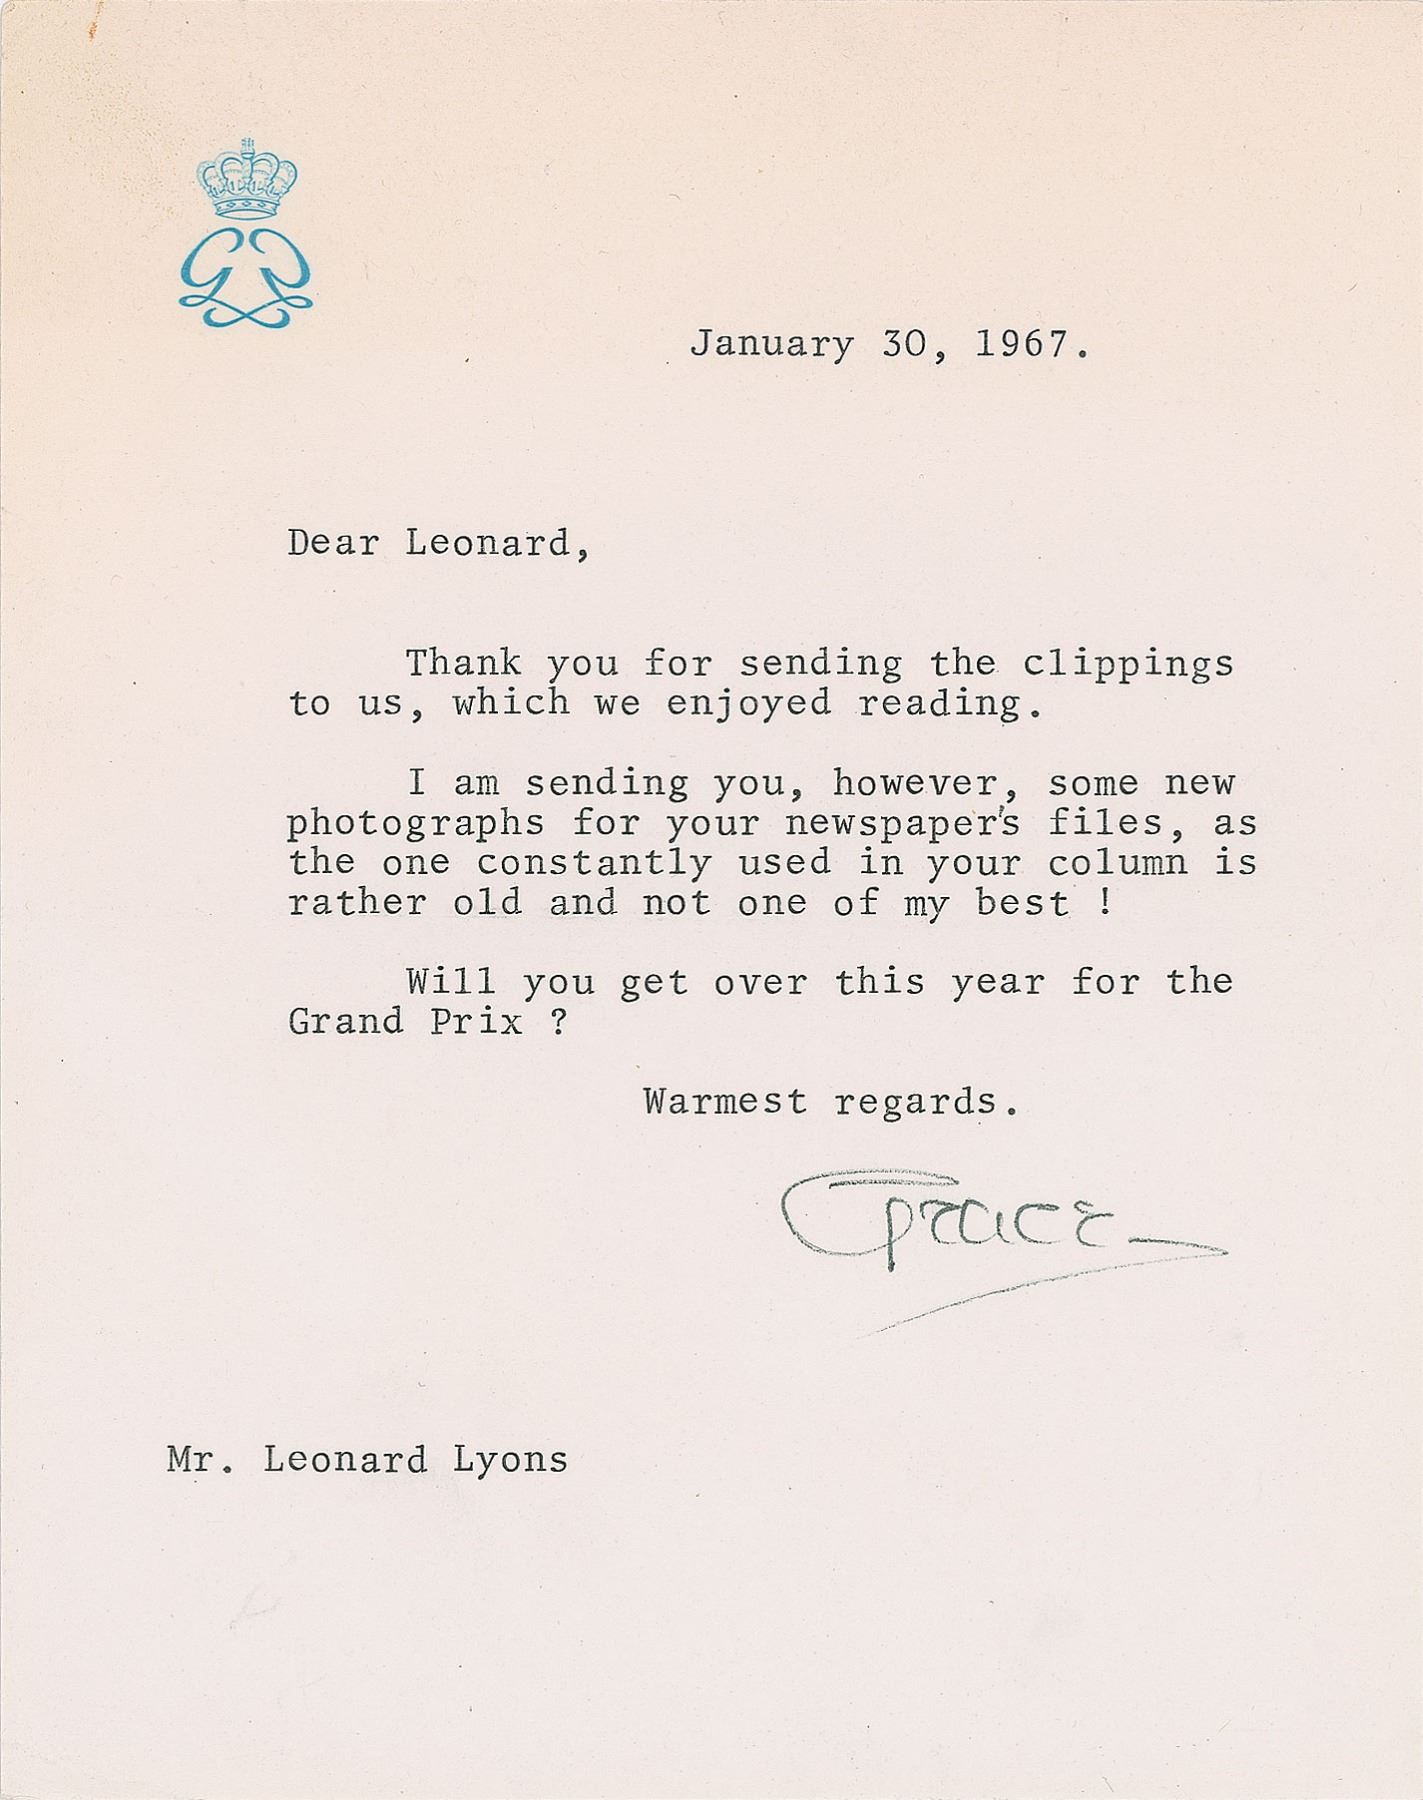 January 30, 1967.
Dear Leonard,
Thank you for sending the clippings
to us, which we enjoyed reading.
I am sending you, however, some new
photographs for your newspaper's files, as
the one constantly used in your column is
rather old and not one of my best !
Will you get over this year for the
Grand Prix ?
Warmest regards.
Grace
Mr. Leonard Lyons